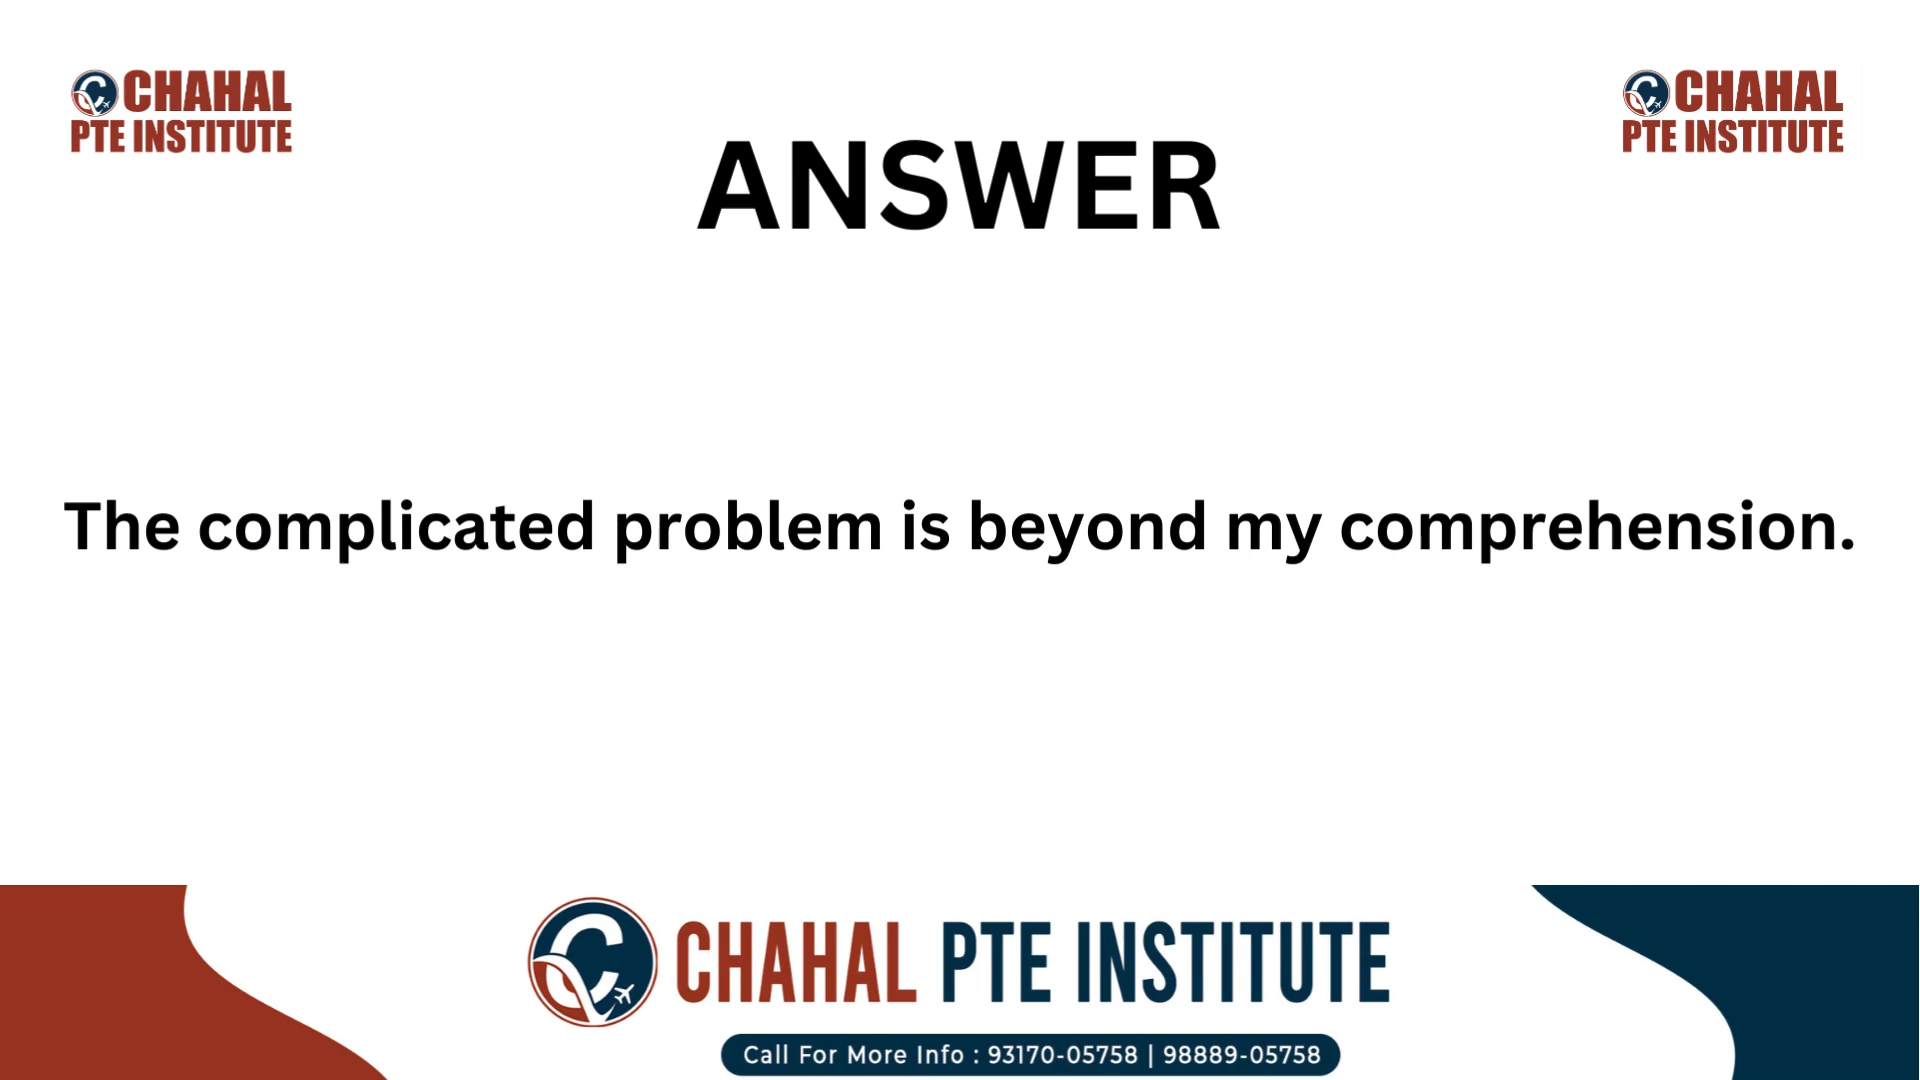 CHAHAL
PTE INSTITUTE
CHAHAL
PTE INSTITUTE
ANSWER
The complicated problem is beyond my comprehension.
CHAHAL PTE INSTITUTE
Call For More Info : 93170-05758 | 98889-05758